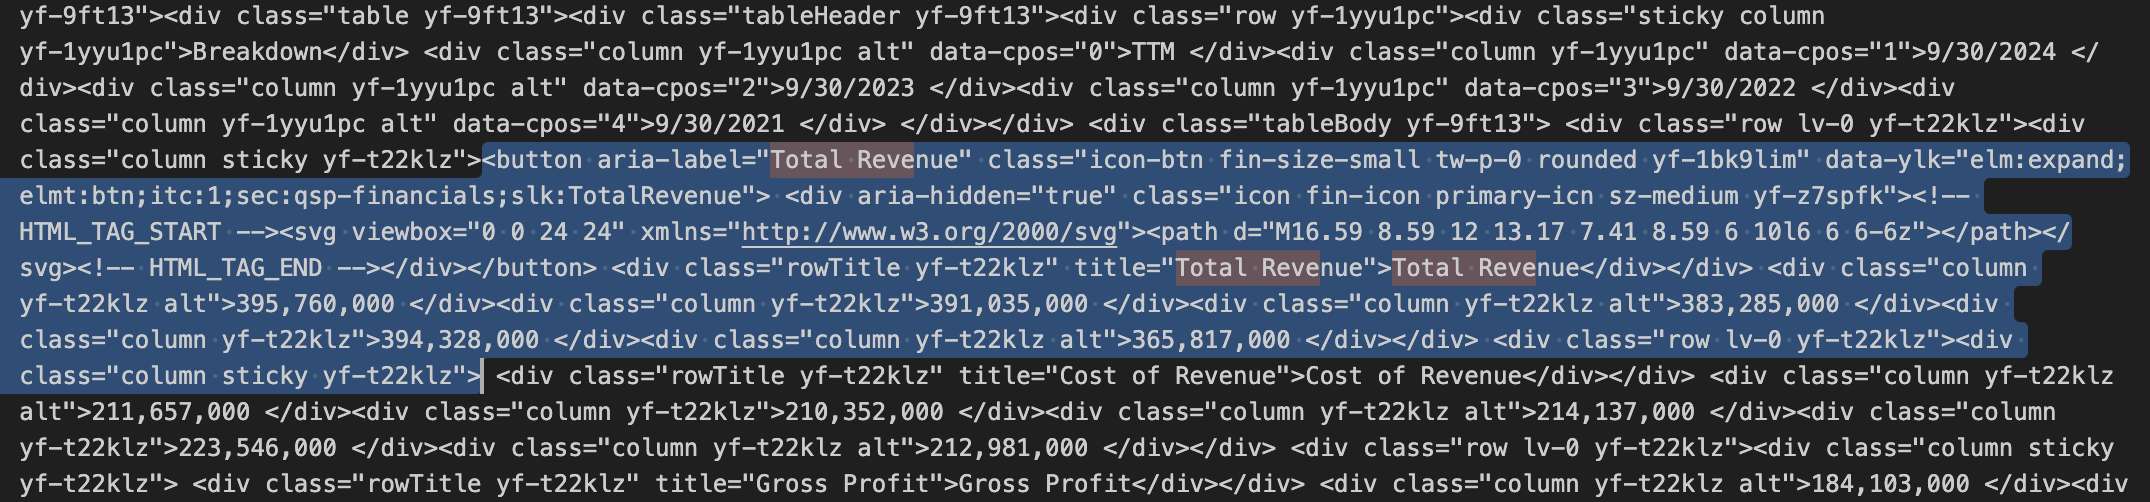 yf-9ft13"><div class="table yf-9ft13"><div class="tableHeader yf-9ft13"><div class="row yf-1yyu1pc"><div class="sticky column
yf-1yyu1pc">Breakdown</div> <div class="column yf-1yyu1pc alt" data-cpos="0">TTM </div><div class="column yf-1yyu1pc" data-cpos="1">9/30/2024 </
div><div class="column yf-1yyu1pc alt" data-cpos="2">9/30/2023 </div><div class="column yf-1yyu1pc" data-cpos="3">9/30/2022 </div><div
class="column yf-1yyu1pc alt" data-cpos="4">9/30/2021 </div> </div></div> <div class="tableBody yf-9ft13"> <div class="row lv-0 yf-t22klz"><div
class="column sticky yf-t22klz"><button aria-label="Total Revenue" class="icon-btn fin-size-small tw-p-0 rounded yf-1bk9lim" data-ylk="elm:expand;
elmt:btn;itc:1;sec:qsp-financials;slk:TotalRevenue"> <div aria-hidden="true" class="icon fin-icon primary-icn sz-medium yf-z7spfk"><!--
HTML_TAG_START --><svg viewbox="0 0 24 24" xmlns="http://www.w3.org/2000/svg"><path d="M16.59 8.59 12 13.17 7.41 8.59 6 10l6 6 6-6z"></path></
svg><!-- HTML_TAG_END --></div></button> <div class="rowTitle yf-t22klz" title="Total Revenue">Total Revenue</div></div> <div class="column
yf-t22klz alt">395,760,000 </div><div class="column yf-t22klz">391,035,000 </div><div class="column yf-t22klz alt">383,285,000 </div><div
class="column yf-t22klz">394,328,000 </div><div class="column yf-t22klz alt">365,817,000 </div></div> <div class="row lv-0 yf-t22klz"><div
class="column sticky yf-t22klz"> <div class="rowTitle yf-t22klz" title="Cost of Revenue">Cost of Revenue</div></div> <div class="column yf-t22klz
alt">211,657,000 </div><div class="column yf-t22klz">210,352,000 </div><div class="column yf-t22klz alt">214,137,000 </div><div class="column
yf-t22klz">223,546,000 </div><div class="column yf-t22klz alt">212,981,000 </div></div> <div class="row lv-0 yf-t22klz"><div class="column sticky
yf-t22klz"> <div class="rowTitle yf-t22klz" title="Gross Profit">Gross Profit</div></div> <div class="column yf-t22klz alt">184,103,000 </div><div